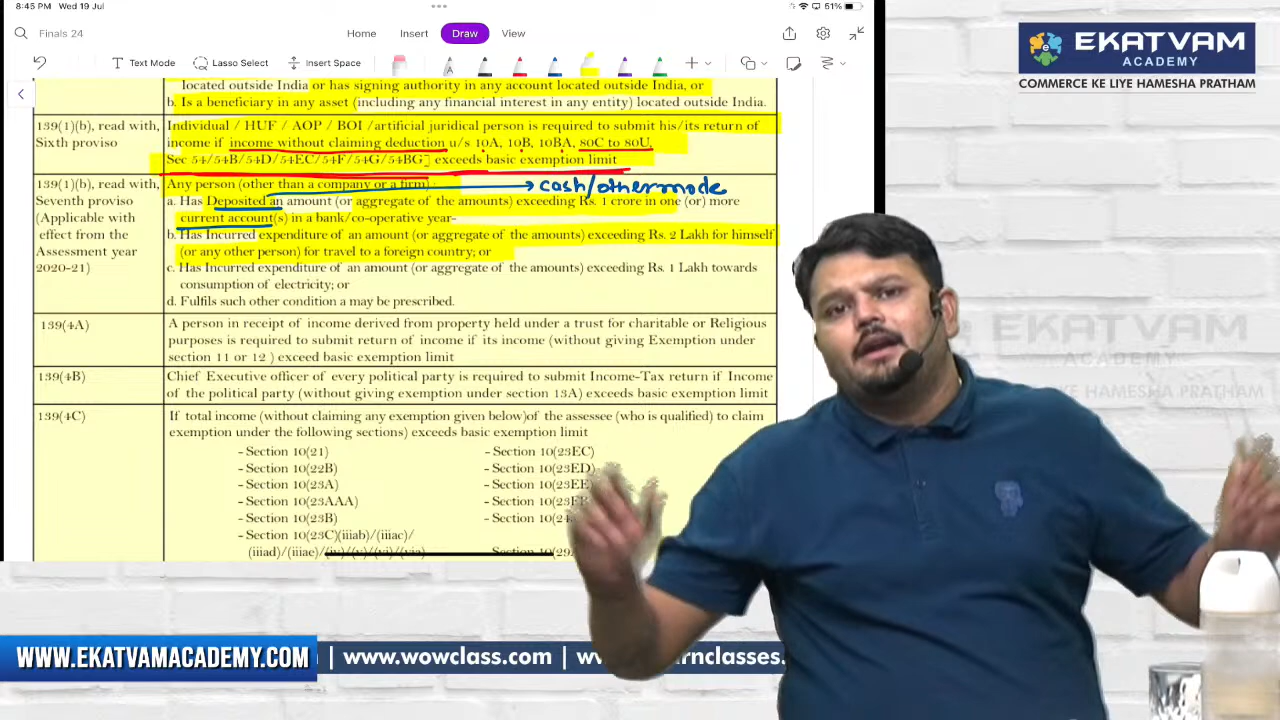 8:45 PM Wed 19 Jul
51%
Finals 24
Home Insert Draw View
Text Mode Lasso Select Insert Space
located outside India or has signing authority in any account located outside India, or
b. Is a beneficiary in any asset (including any financial interest in any entity) located outside India.
139(1)(b), read with, Sixth proviso
Individual / HUF / AOP / BOI /artificial juridical person is required to submit his/its return of
income if income without claiming deduction u/s 10A, 10B, 10BA, 80C to 80U,
Sec 54/54B/54D/54EC/54F/54G/54BG] exceeds basic exemption limit
139(1)(b), read with,
Seventh proviso
(Applicable with
effect from the
Assessment year
2020-21)
Any person (other than a company or a firm) :
cash/othermode
a. Has Deposited an amount (or aggregate of the amounts) exceeding Rs. 1 crore in one (or) more
current account(s) in a bank/co-operative year-
b. Has Incurred expenditure of an amount (or aggregate of the amounts) exceeding Rs. 2 Lakh for himself
(or any other person) for travel to a foreign country; or
c. Has Incurred expenditure of an amount (or aggregate of the amounts) exceeding Rs. 1 Lakh towards
consumption of electricity; or
d. Fulfils such other condition a may be prescribed.
139(4A)
A person in receipt of income derived from property held under a trust for charitable or Religious
purposes is required to submit return of income if its income (without giving Exemption under
section 11 or 12 ) exceed basic exemption limit
139(4B)
Chief Executive officer of every political party is required to submit Income-Tax return if Income
of the political party (without giving exemption under section 13A) exceeds basic exemption limit
139(4C)
If total income (without claiming any exemption given below)of the assessee (who is qualified) to claim
exemption under the following sections) exceeds basic exemption limit
- Section 10(21)
- Section 10(22B)
- Section 10(23A)
- Section 10(23AAA)
- Section 10(23B)
- Section 10(23C)(iiiab)/(iiiac)/
(iiiad)/(iiiae)/(iv)/(v)/(vi)/(via)
- Section 10(23EC)
- Section 10(23ED)
- Section 10(23EE)
- Section
- Section
Section 10(29
EKATVAM
ACADEMY
COMMERCE KE LIYE HAMESHA PRATHAM
EKATVAM
ACADEMY
KE HAMESHA PRATHAM
WWW.EKATVAMACADEMY.COM | www.wowclass.com |